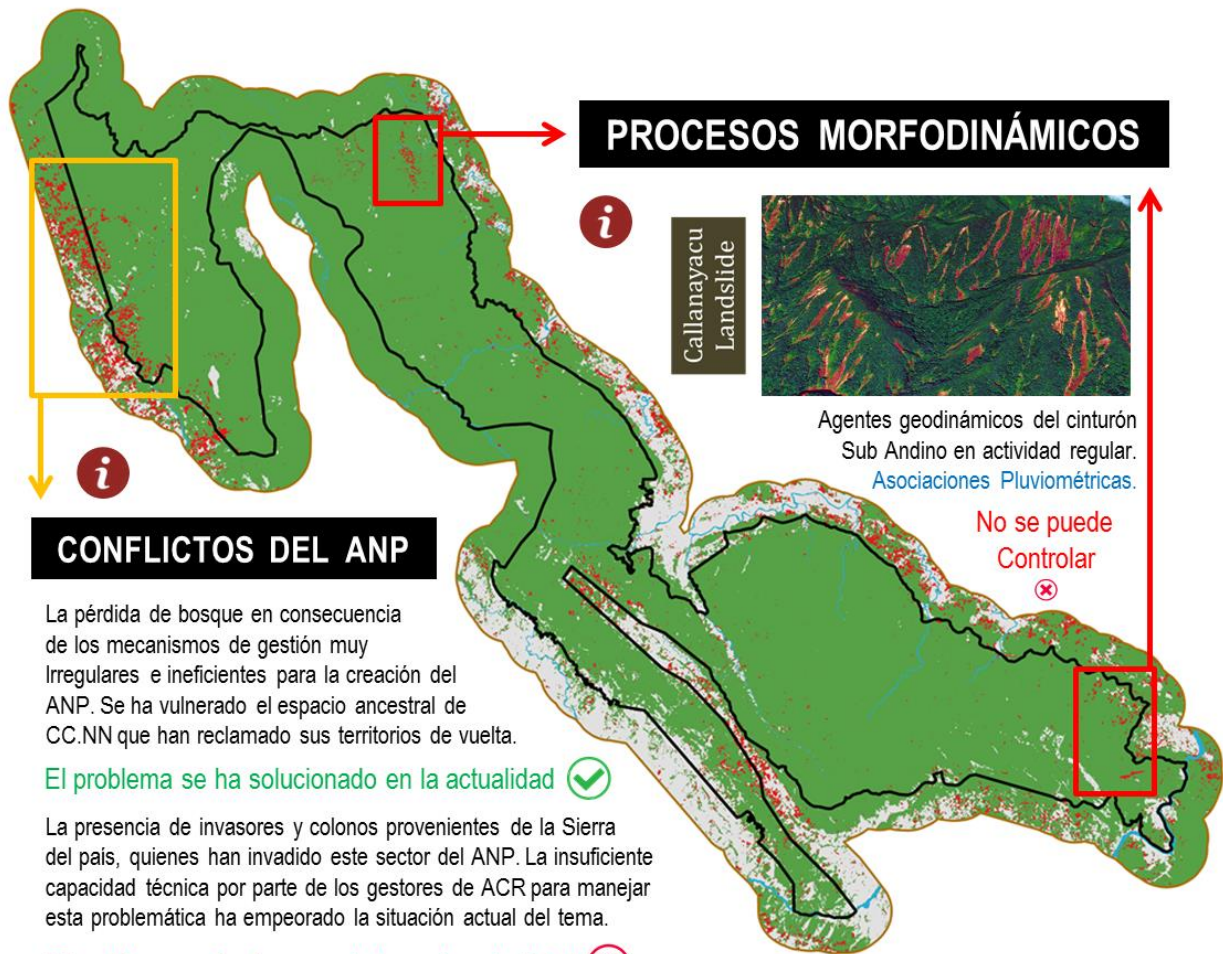 PROCESOS MORFODINÁMICOS
i
Callanayacu
Landslide
Agentes geodinámicos del cinturón
Sub Andino en actividad regular.
Asociaciones Pluviométricas.
No se puede
Controlar
i
CONFLICTOS DEL ANP
La pérdida de bosque en consecuencia
de los mecanismos de gestión muy
Irregulares e ineficientes para la creación del
ANP. Se ha vulnerado el espacio ancestral de
CC.NN que han reclamado sus territorios de vuelta.
El problema se ha solucionado en la actualidad
La presencia de invasores y colonos provenientes de la Sierra
del país, quienes han invadido este sector del ANP. La insuficiente
capacidad técnica por parte de los gestores de ACR para manejar
esta problemática ha empeorado la situación actual del tema.